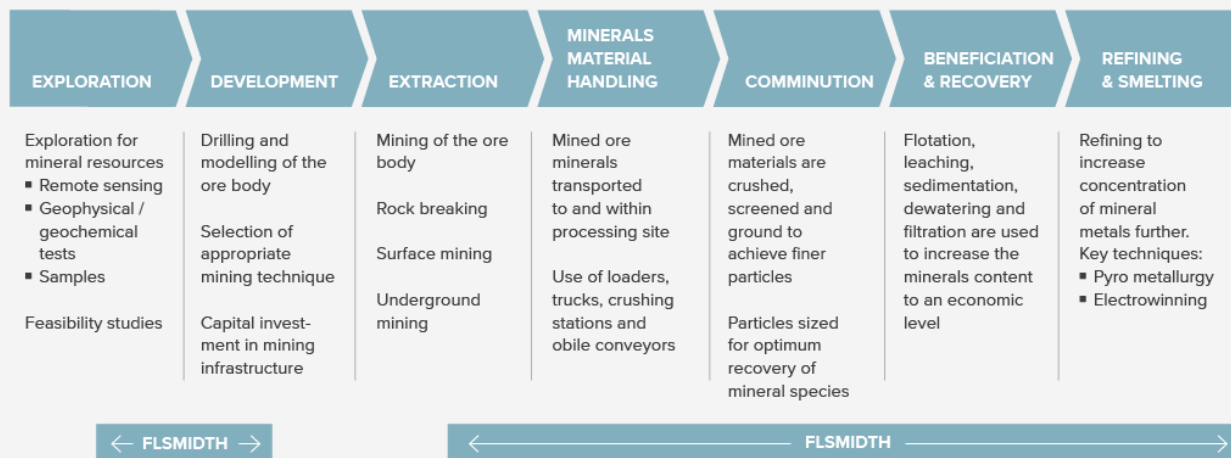 EXPLORATION
DEVELOPMENT
EXTRACTION
MINERALS
MATERIAL
HANDLING
COMMINUTION
BENEFICIATION
& RECOVERY
REFINING
& SMELTING
Exploration for
mineral resources
▪ Remote sensing
▪ Geophysical /
geochemical
tests
▪ Samples
Feasibility studies
Drilling and
modelling of the
ore body
Selection of
appropriate
mining technique
Capital invest-
ment in mining
infrastructure
Mining of the ore
body
Rock breaking
Surface mining
Underground
mining
Mined ore
minerals
transported
to and within
processing site
Use of loaders,
trucks, crushing
stations and
obile conveyors
Mined ore
materials are
crushed,
screened and
ground to
achieve finer
particles
Particles sized
for optimum
recovery of
mineral species
Flotation,
leaching,
sedimentation,
dewatering and
filtration are used
to increase the
minerals content
to an economic
level
Refining to
increase
concentration
of mineral
metals further.
Key techniques:
▪ Pyro metallurgy
▪ Electrowinning
FLSMIDTH
FLSMIDTH